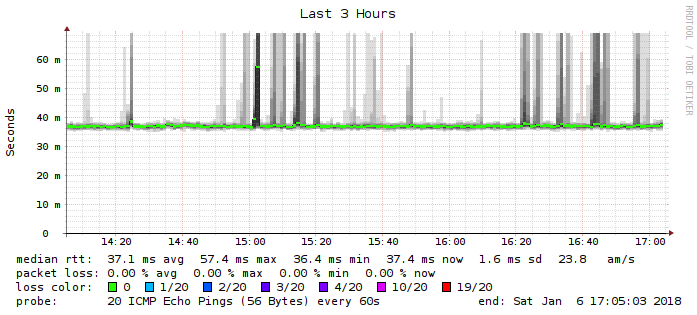 Last 3 Hours
RRDTOOL / TOBI OETIKER
Seconds
60 m
50 m
40 m
30 m
20 m
10 m
0
14:20 14:40 15:00 15:20 15:40 16:00 16:20 16:40 17:00
median rtt: 37.1 ms avg 57.4 ms max 36.4 ms min 37.4 ms now 1.6 ms sd 23.8 am/s
packet loss: 0.00 % avg 0.00 % max 0.00 % min 0.00 % now
loss color: 0 1/20 2/20 3/20 4/20 10/20 19/20
probe: 20 ICMP Echo Pings (56 Bytes) every 60s end: Sat Jan 6 17:05:03 2018